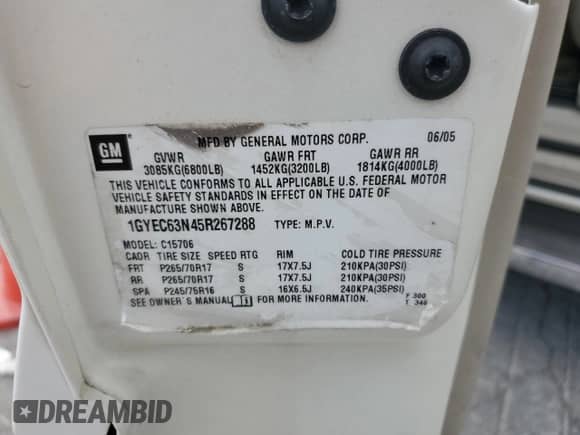 GM
MFD BY GENERAL MOTORS CORP. 06/05
GVWR GAWR FRT GAWR RR
3085KG(6800LB) 1452KG(3200LB) 1814KG(4000LB)
THIS VEHICLE CONFORMS TO ALL APPLICABLE U.S. FEDERAL MOTOR
VEHICLE SAFETY STANDARDS IN EFFECT ON THE DATE OF
MANUFACTURE SHOWN ABOVE.
1GYEC63N45R267288 TYPE: M.P.V.
MODEL: C15706
CAOR TIRE SIZE SPEED RTG RIM COLD TIRE PRESSURE
FRT P265/70R17 S 17X7.5J 210KPA(30PSI)
RR P265/70R17 S 17X7.5J 210KPA(30PSI)
SPA P245/75R16 S 16X6.5J 240KPA(35PSI)
SEE OWNER'S MANUAL FOR MORE INFORMATION
F 300
T 346
DREAMBID